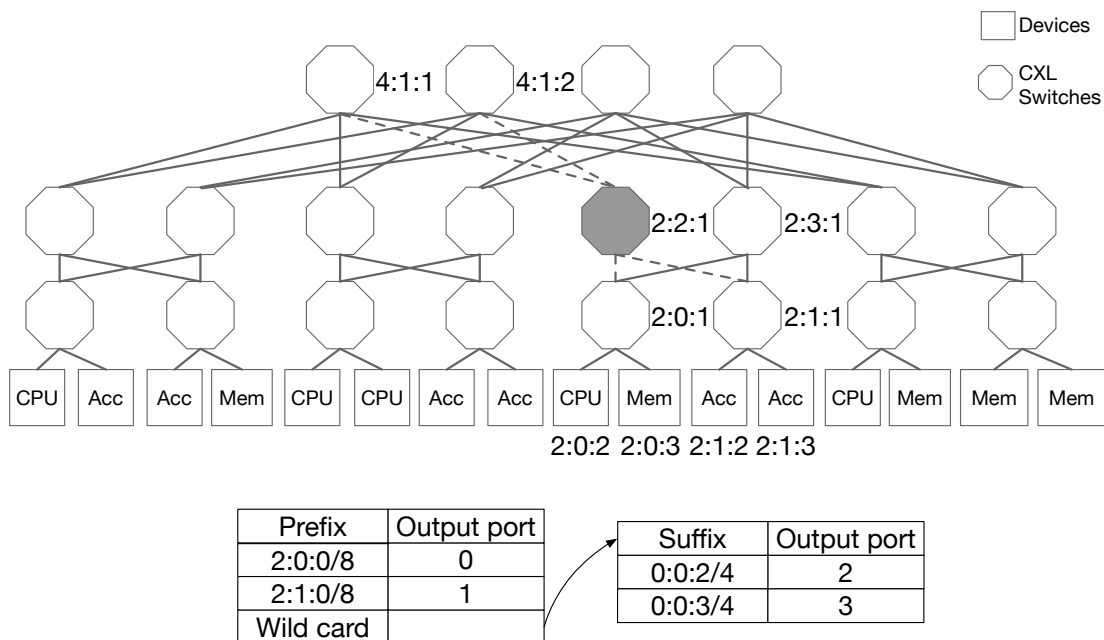 Devices
CXL
Switches
4:1:1 4:1:2
2:2:1 2:3:1
2:0:1 2:1:1
CPU Acc Acc Mem CPU CPU Acc Acc CPU Mem Acc Acc CPU Mem Mem Mem
2:0:2 2:0:3 2:1:2 2:1:3
Prefix Output port
2:0:0/8 0
2:1:0/8 1
Wild card
Suffix Output port
0:0:2/4 2
0:0:3/4 3